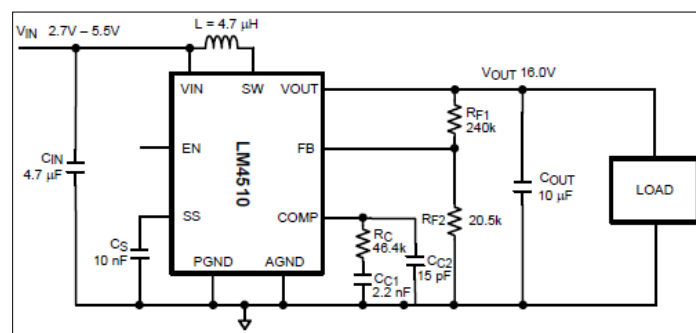 L = 4.7 µH
VIN 2.7V – 5.5V
VOUT 16.0V
VIN SW VOUT
RF1
240k
EN
LM4510
FB
CIN
4.7 µF
COUT
10 µF
LOAD
SS
COMP
RF2
20.5k
CS
10 nF
RC
46.4k
CC2
15 pF
PGND AGND
CC1
2.2 nF